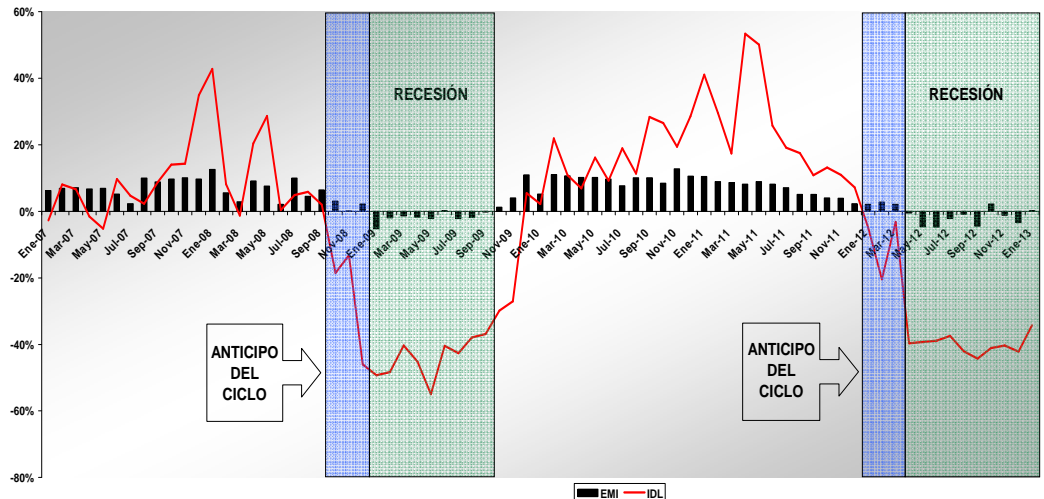 60%
40%
20%
0%
-20%
-40%
-60%
-80%
RECESIÓN
RECESIÓN
Ene-07
Mar-07
May-07
Jul-07
Sep-07
Nov-07
Ene-08
Mar-08
May-08
Jul-08
Sep-08
Nov-08
Ene-09
Mar-09
May-09
Jul-09
Sep-09
Nov-09
Ene-10
Mar-10
May-10
Jul-10
Sep-10
Nov-10
Ene-11
Mar-11
May-11
Jul-11
Sep-11
Nov-11
Ene-12
Mar-12
May-12
Jul-12
Sep-12
Nov-12
Ene-13
ANTICIPO
DEL
CICLO
ANTICIPO
DEL
CICLO
EMI
IDL